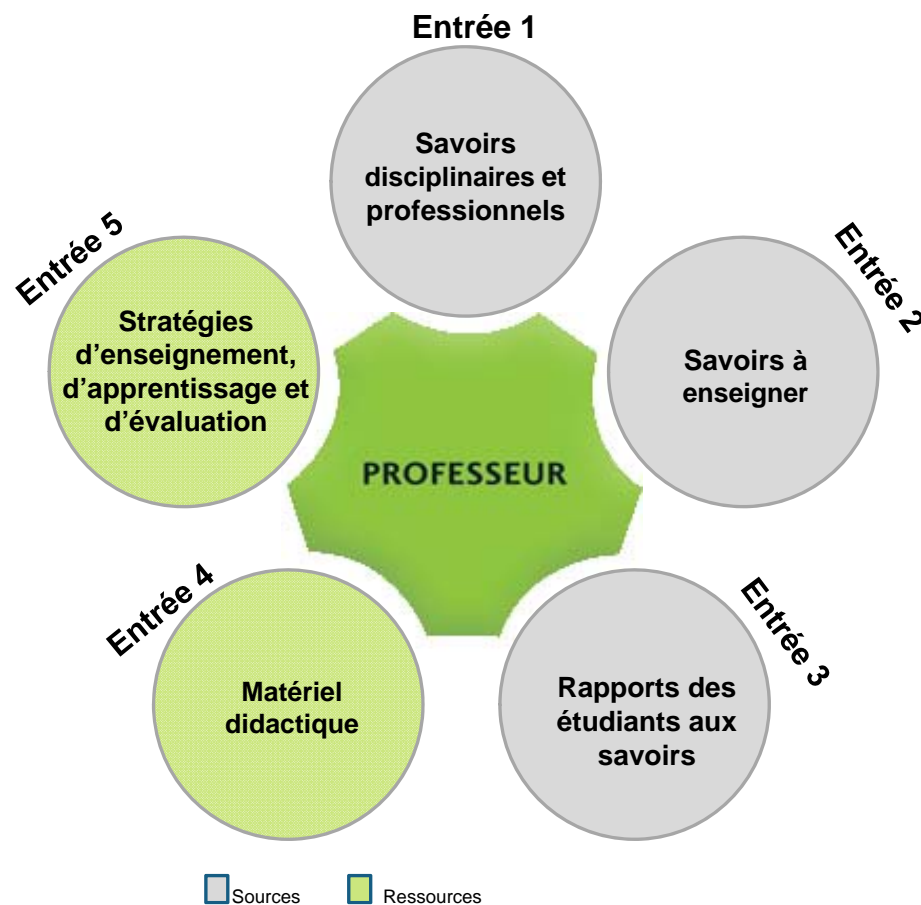 Entrée 1
Savoirs
disciplinaires et
professionnels
Entrée 2
Savoirs à
enseigner
Entrée 3
Rapports des
étudiants aux
savoirs
Entrée 4
Matériel
didactique
Entrée 5
Stratégies
d’enseignement,
d’apprentissage et
d’évaluation
PROFESSEUR
Sources Ressources